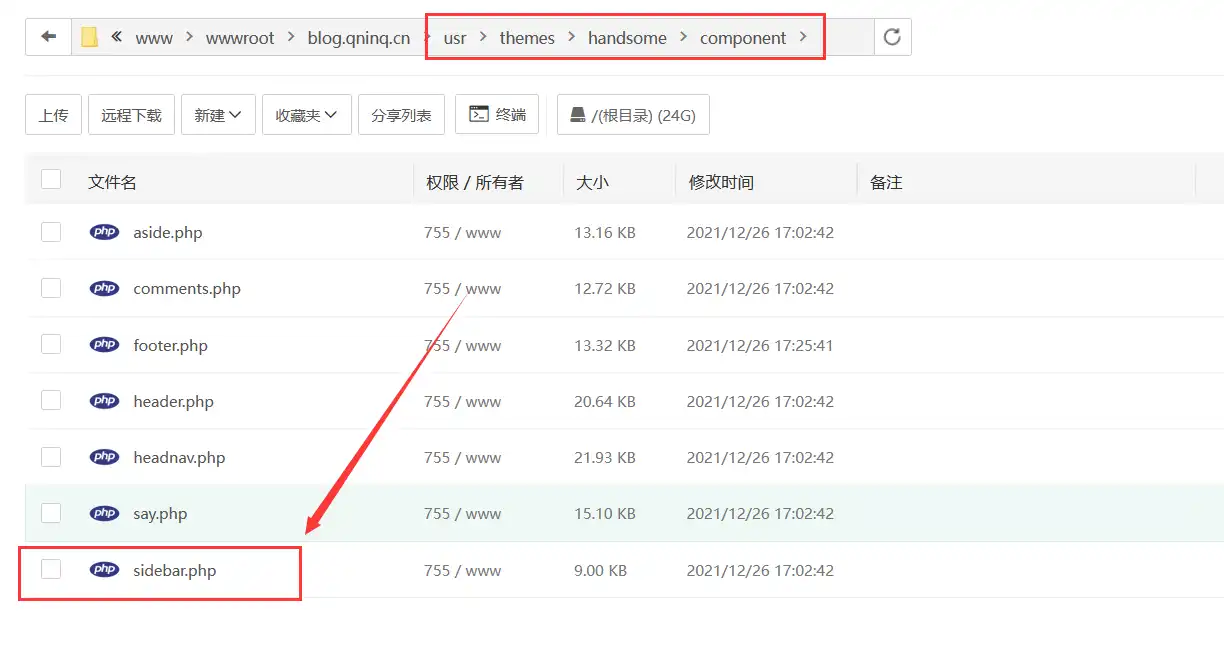 « www > wwwroot > blog.qninq.cn > usr > themes > handsome > component >
上传 远程下载 新建 收藏夹 分享列表 终端 /(根目录) (24G)
文件名 权限 / 所有者 大小 修改时间 备注
php aside.php 755 / www 13.16 KB 2021/12/26 17:02:42
php comments.php 755 / www 12.72 KB 2021/12/26 17:02:42
php footer.php 755 / www 13.32 KB 2021/12/26 17:25:41
php header.php 755 / www 20.64 KB 2021/12/26 17:02:42
php headnav.php 755 / www 21.93 KB 2021/12/26 17:02:42
php say.php 755 / www 15.10 KB 2021/12/26 17:02:42
php sidebar.php 755 / www 9.00 KB 2021/12/26 17:02:42